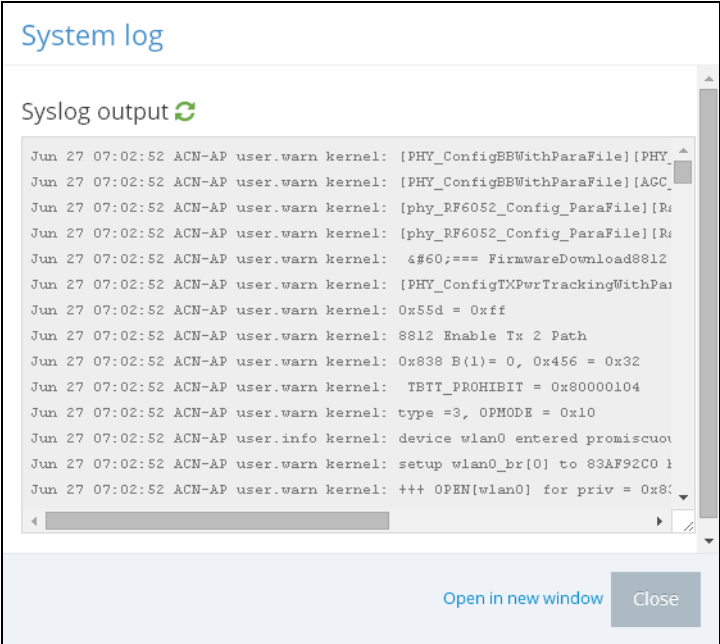 System log
Syslog output
Jun 27 07:02:52 ACN-AP user.warn kernel: [PHY_ConfigBBWithParaFile][PHY_
Jun 27 07:02:52 ACN-AP user.warn kernel: [PHY_ConfigBBWithParaFile][AGC_
Jun 27 07:02:52 ACN-AP user.warn kernel: [phy_RF6052_Config_ParaFile][Ra
Jun 27 07:02:52 ACN-AP user.warn kernel: [phy_RF6052_Config_ParaFile][Ra
Jun 27 07:02:52 ACN-AP user.warn kernel: &#60;=== FirmwareDownload8812
Jun 27 07:02:52 ACN-AP user.warn kernel: [PHY_ConfigTXPwrTrackingWithPar
Jun 27 07:02:52 ACN-AP user.warn kernel: 0x55d = 0xff
Jun 27 07:02:52 ACN-AP user.warn kernel: 8812 Enable Tx 2 Path
Jun 27 07:02:52 ACN-AP user.warn kernel: 0x838 B(1)= 0, 0x456 = 0x32
Jun 27 07:02:52 ACN-AP user.warn kernel: TBTT_PROHIBIT = 0x80000104
Jun 27 07:02:52 ACN-AP user.warn kernel: type =3, OPMODE = 0x10
Jun 27 07:02:52 ACN-AP user.info kernel: device wlan0 entered promiscuou
Jun 27 07:02:52 ACN-AP user.warn kernel: setup wlan0_br[0] to 83AF92C0
Jun 27 07:02:52 ACN-AP user.warn kernel: +++ OPEN[wlan0] for priv = 0x83
Open in new window
Close